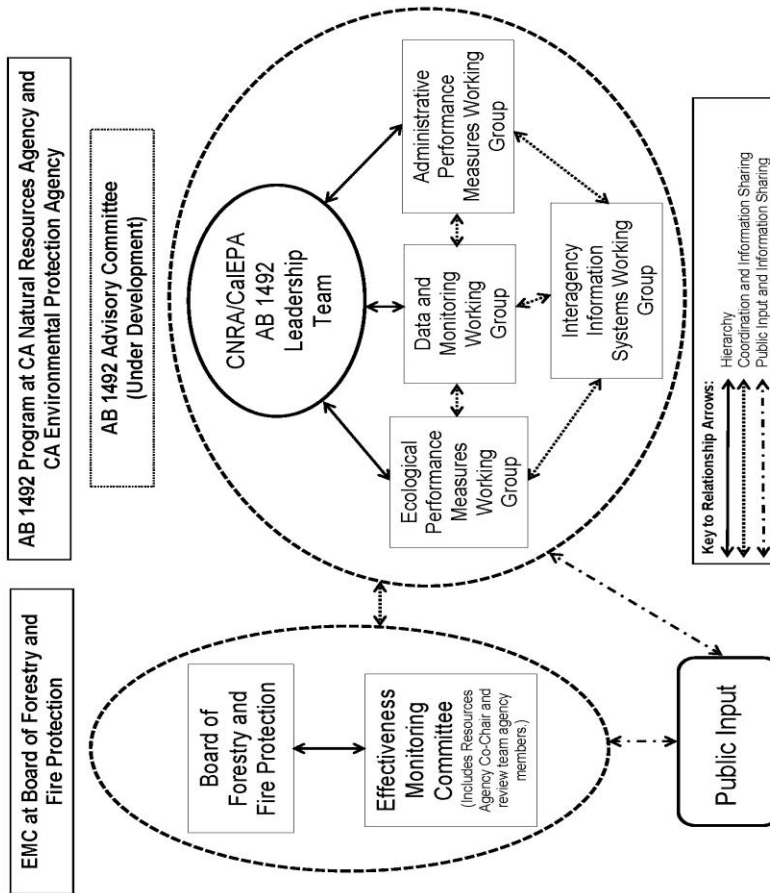 EMC at Board of Forestry and
Fire Protection
Board of
Forestry and
Fire Protection
Effectiveness
Monitoring
Committee
(Includes Resources
Agency Co-Chair and
review team agency
members.)
Public Input
AB 1492 Program at CA Natural Resources Agency and
CA Environmental Protection Agency
AB 1492 Advisory Committee
(Under Development)
CNRA/CalEPA
AB 1492
Leadership
Team
Ecological
Performance
Measures
Working
Group
Data and
Monitoring
Working
Group
Administrative
Performance
Measures Working
Group
Interagency
Information
Systems Working
Group
Key to Relationship Arrows:
Hierarchy
Coordination and Information Sharing
Public Input and Information Sharing